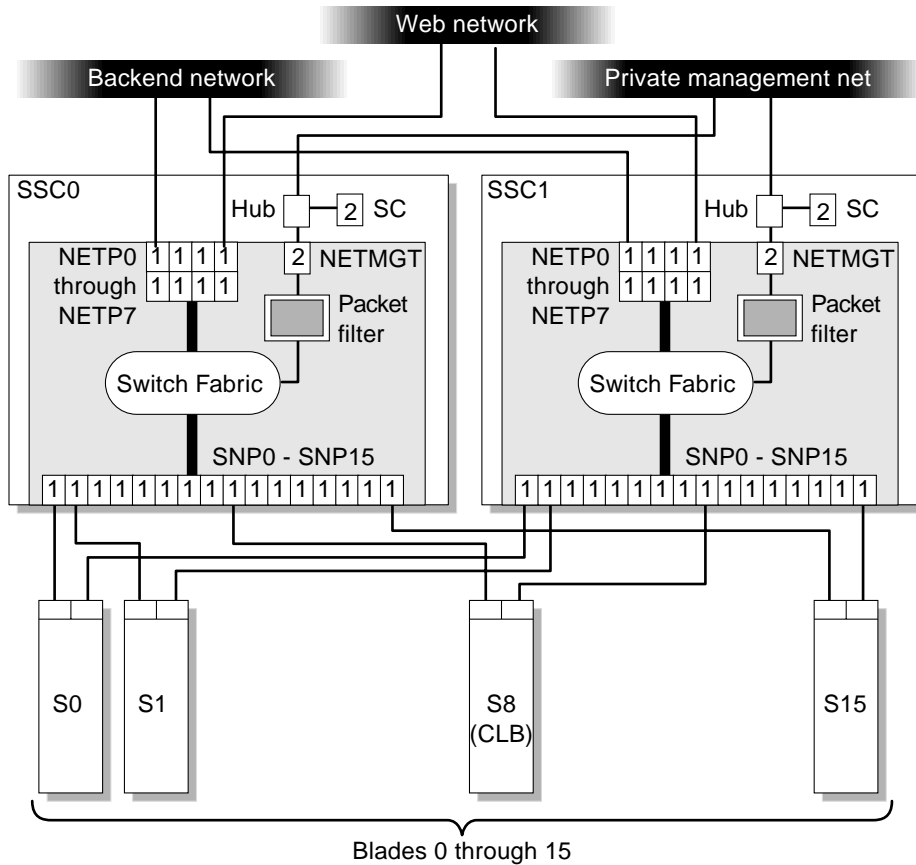 Web network
Backend network
Private management net
SSC0
Hub
2
SC
NETP0
through
NETP7
1 1 1 1
1 1 1 1
2
NETMGT
Packet
filter
Switch Fabric
SNP0 - SNP15
1 1 1 1 1 1 1 1 1 1 1 1 1 1 1 1
SSC1
Hub
2
SC
NETP0
through
NETP7
1 1 1 1
1 1 1 1
2
NETMGT
Packet
filter
Switch Fabric
SNP0 - SNP15
1 1 1 1 1 1 1 1 1 1 1 1 1 1 1 1
S0
S1
S8
(CLB)
S15
Blades 0 through 15